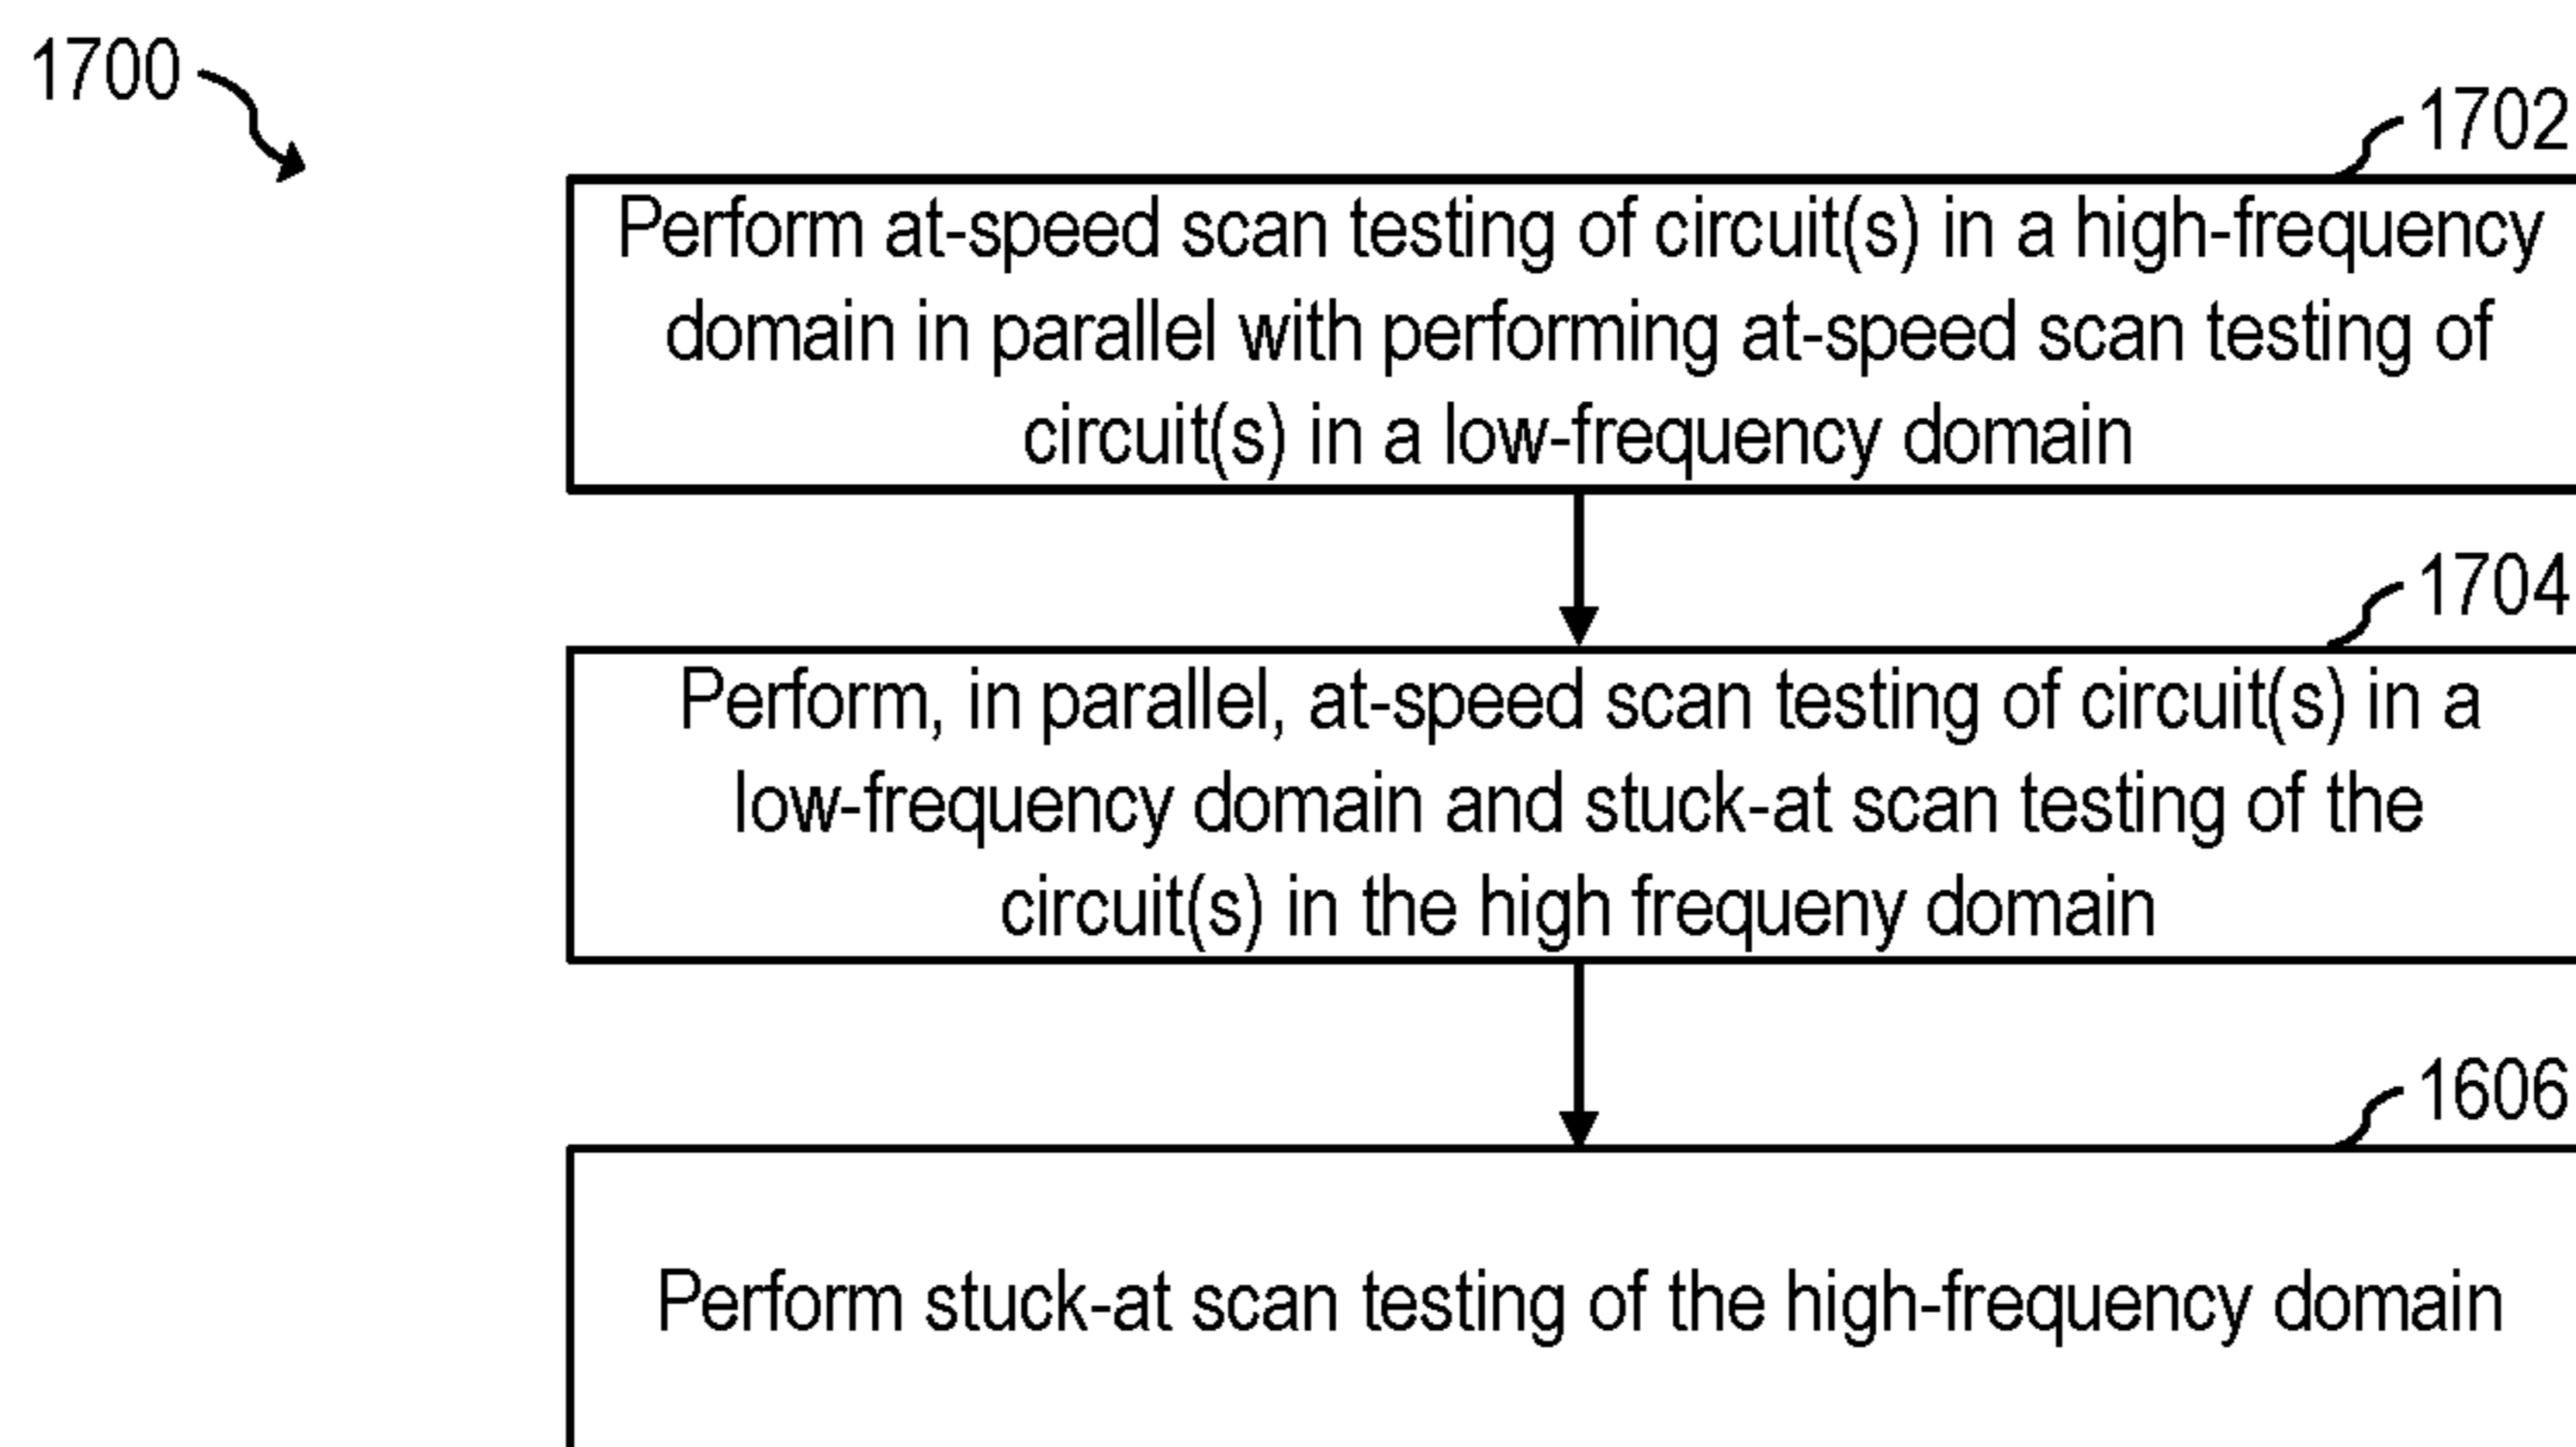 1700
1702
Perform at-speed scan testing of circuit(s) in a high-frequency
domain in parallel with performing at-speed scan testing of
circuit(s) in a low-frequency domain
1704
Perform, in parallel, at-speed scan testing of circuit(s) in a
low-frequency domain and stuck-at scan testing of the
circuit(s) in the high frequeny domain
1606
Perform stuck-at scan testing of the high-frequency domain